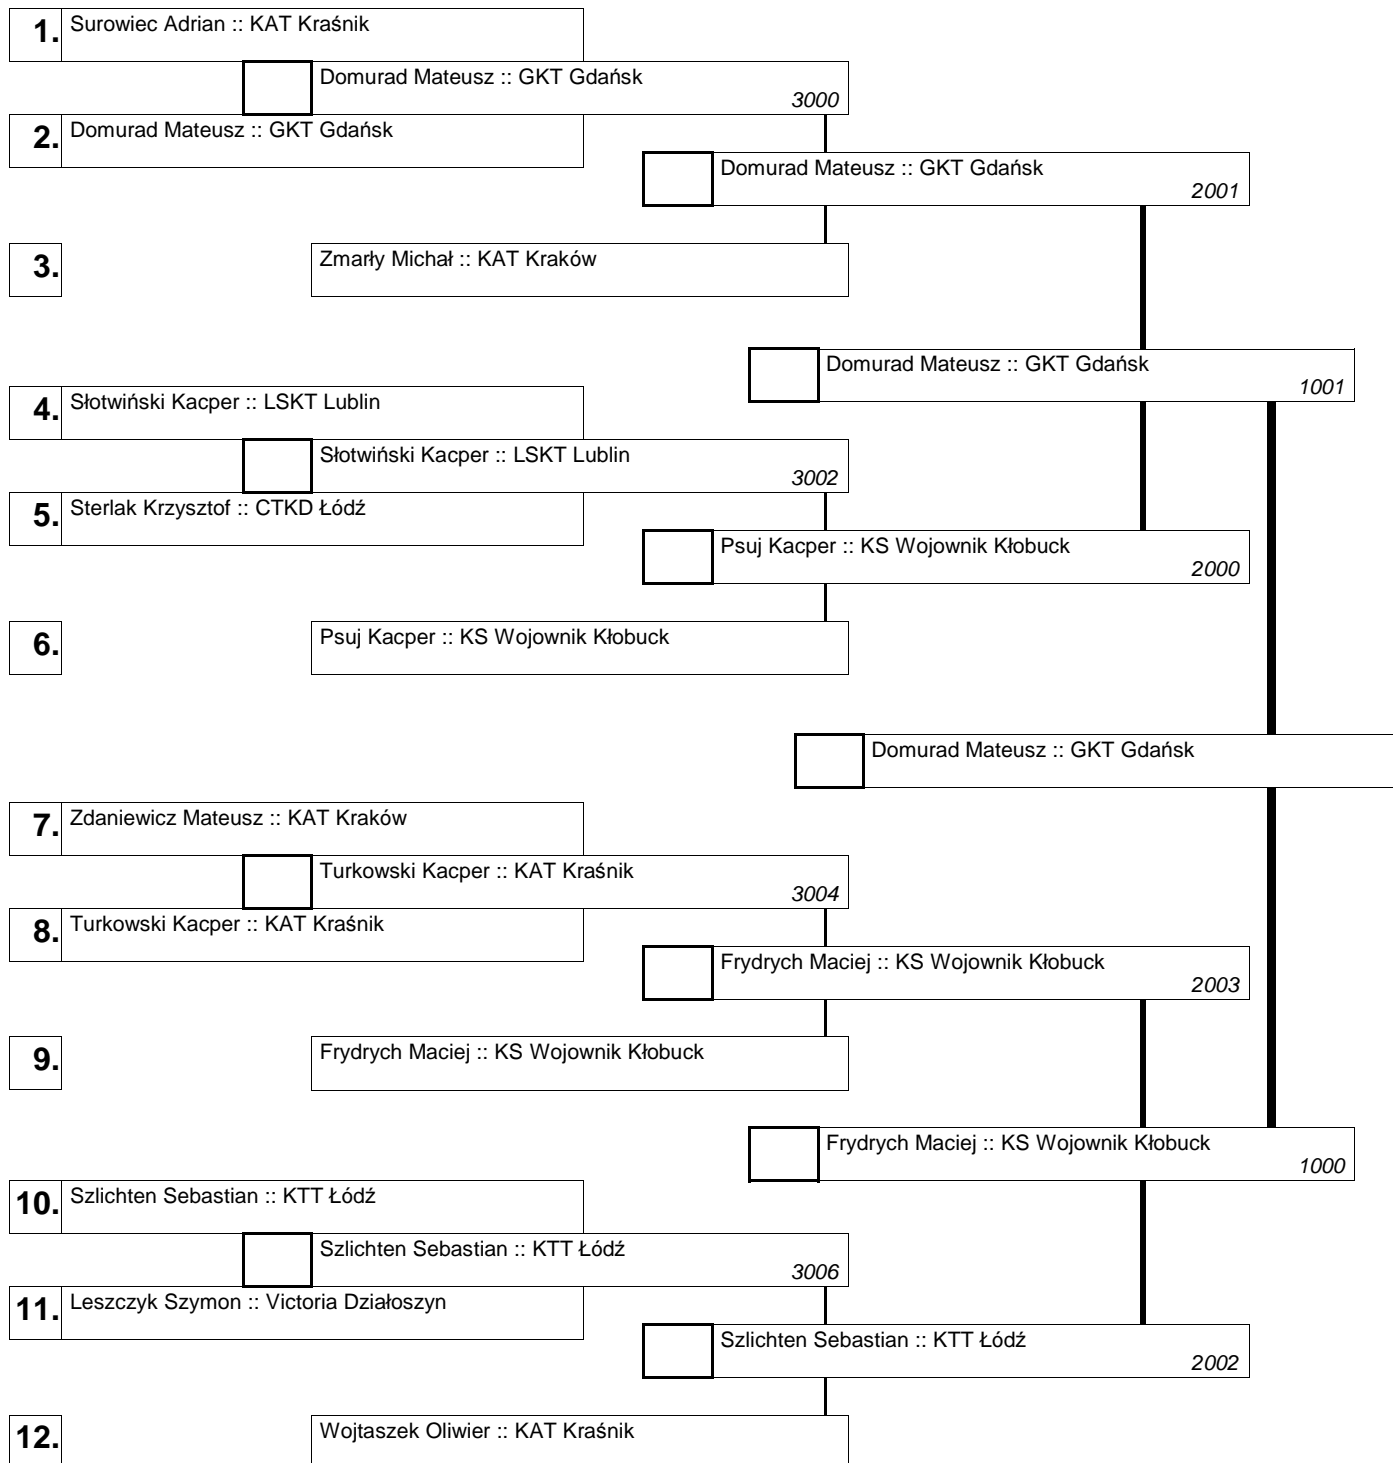 1. Surowiec Adrian :: KAT Kraśnik
Domurad Mateusz :: GKT Gdańsk
3000
2. Domurad Mateusz :: GKT Gdańsk
Domurad Mateusz :: GKT Gdańsk
2001
3. Zmarły Michał :: KAT Kraków
Domurad Mateusz :: GKT Gdańsk
1001
4. Słotwiński Kacper :: LSKT Lublin
Słotwiński Kacper :: LSKT Lublin
3002
5. Sterlak Krzysztof :: CTKD Łódź
Psuj Kacper :: KS Wojownik Kłobuck
2000
6. Psuj Kacper :: KS Wojownik Kłobuck
Domurad Mateusz :: GKT Gdańsk
7. Zdaniewicz Mateusz :: KAT Kraków
Turkowski Kacper :: KAT Kraśnik
3004
8. Turkowski Kacper :: KAT Kraśnik
Frydrych Maciej :: KS Wojownik Kłobuck
2003
9. Frydrych Maciej :: KS Wojownik Kłobuck
Frydrych Maciej :: KS Wojownik Kłobuck
1000
10. Szlichten Sebastian :: KTT Łódź
Szlichten Sebastian :: KTT Łódź
3006
11. Leszczyk Szymon :: Victoria Działoszyn
Szlichten Sebastian :: KTT Łódź
2002
12. Wojtaszek Oliwier :: KAT Kraśnik